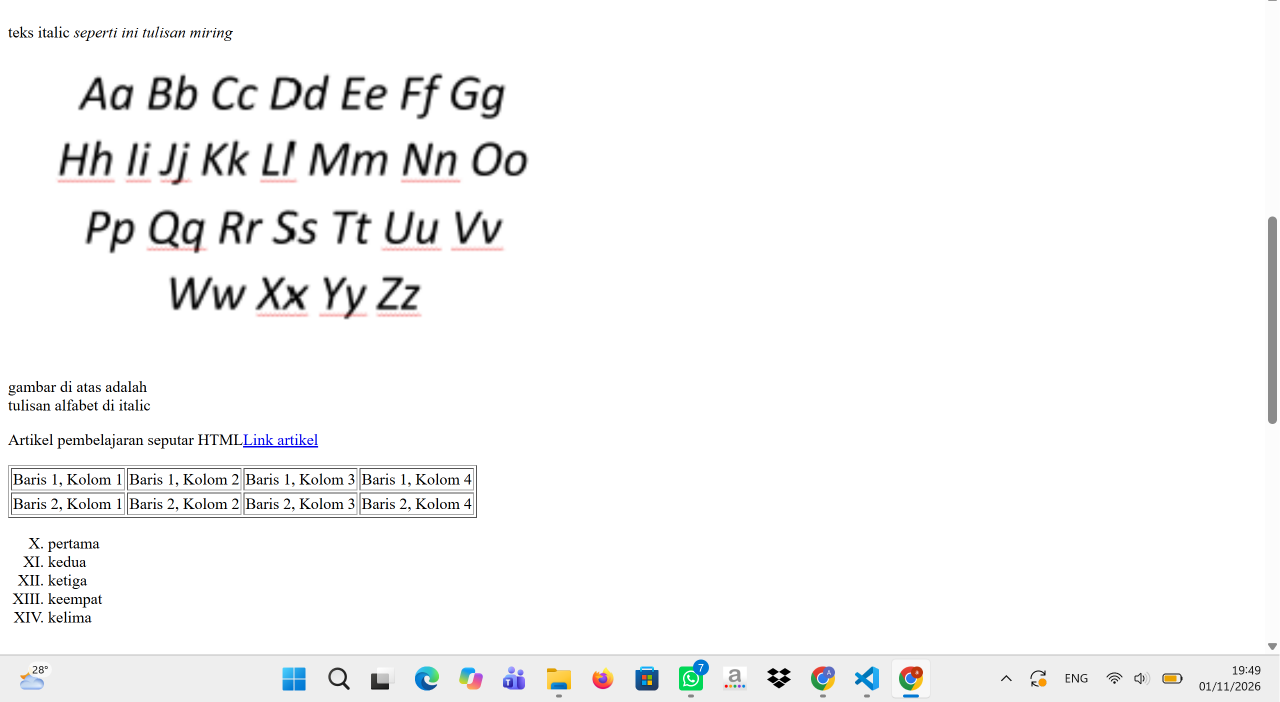 teks italic seperti ini tulisan miring
Aa Bb Cc Dd Ee Ff Gg
Hh Ii Jj Kk Ll Mm Nn Oo
Pp Qq Rr Ss Tt Uu Vv
Ww Xx Yy Zz
gambar di atas adalah
tulisan alfabet di italic
Artikel pembelajaran seputar HTMLLink artikel
Baris 1, Kolom 1 Baris 1, Kolom 2 Baris 1, Kolom 3 Baris 1, Kolom 4
Baris 2, Kolom 1 Baris 2, Kolom 2 Baris 2, Kolom 3 Baris 2, Kolom 4
X. pertama
XI. kedua
XII. ketiga
XIII. keempat
XIV. kelima
28°
7
a
ENG
19:49
01/11/2026